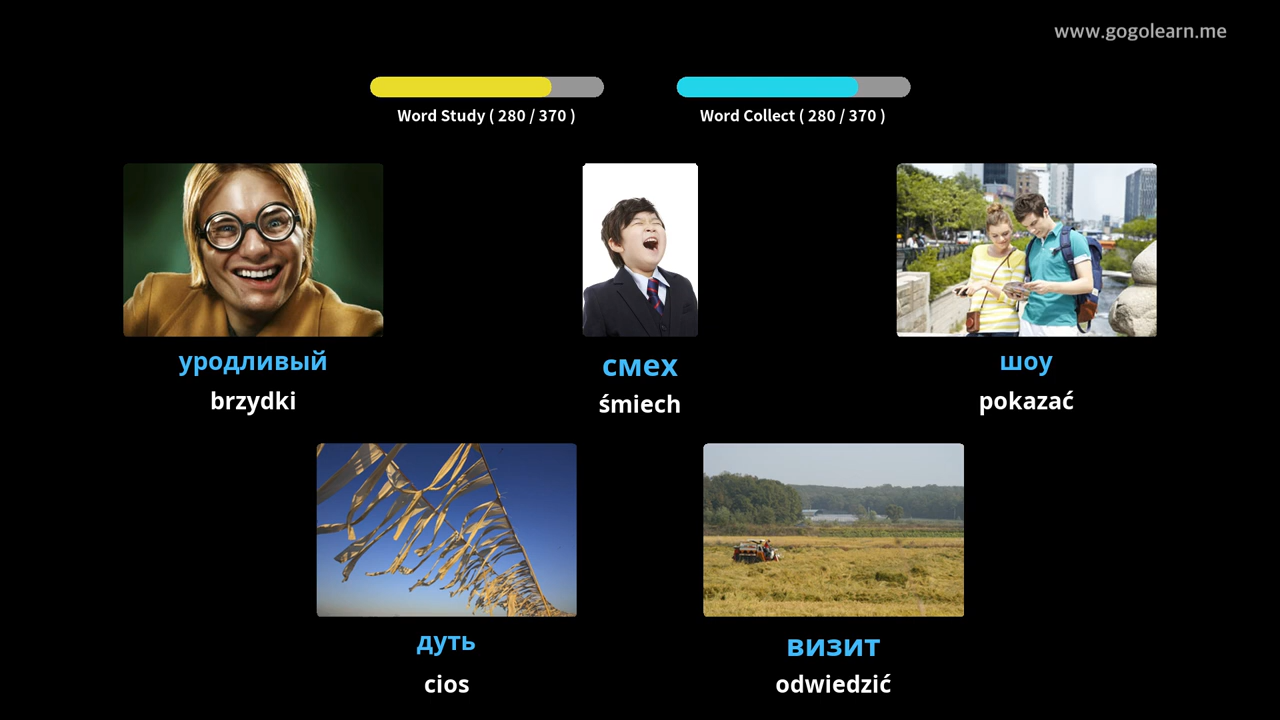 www.gogolearn.me
Word Study ( 280 / 370 )
Word Collect ( 280 / 370 )
уродливый
brzydki
смех
śmiech
шоу
pokazać
дуть
cios
визит
odwiedzić